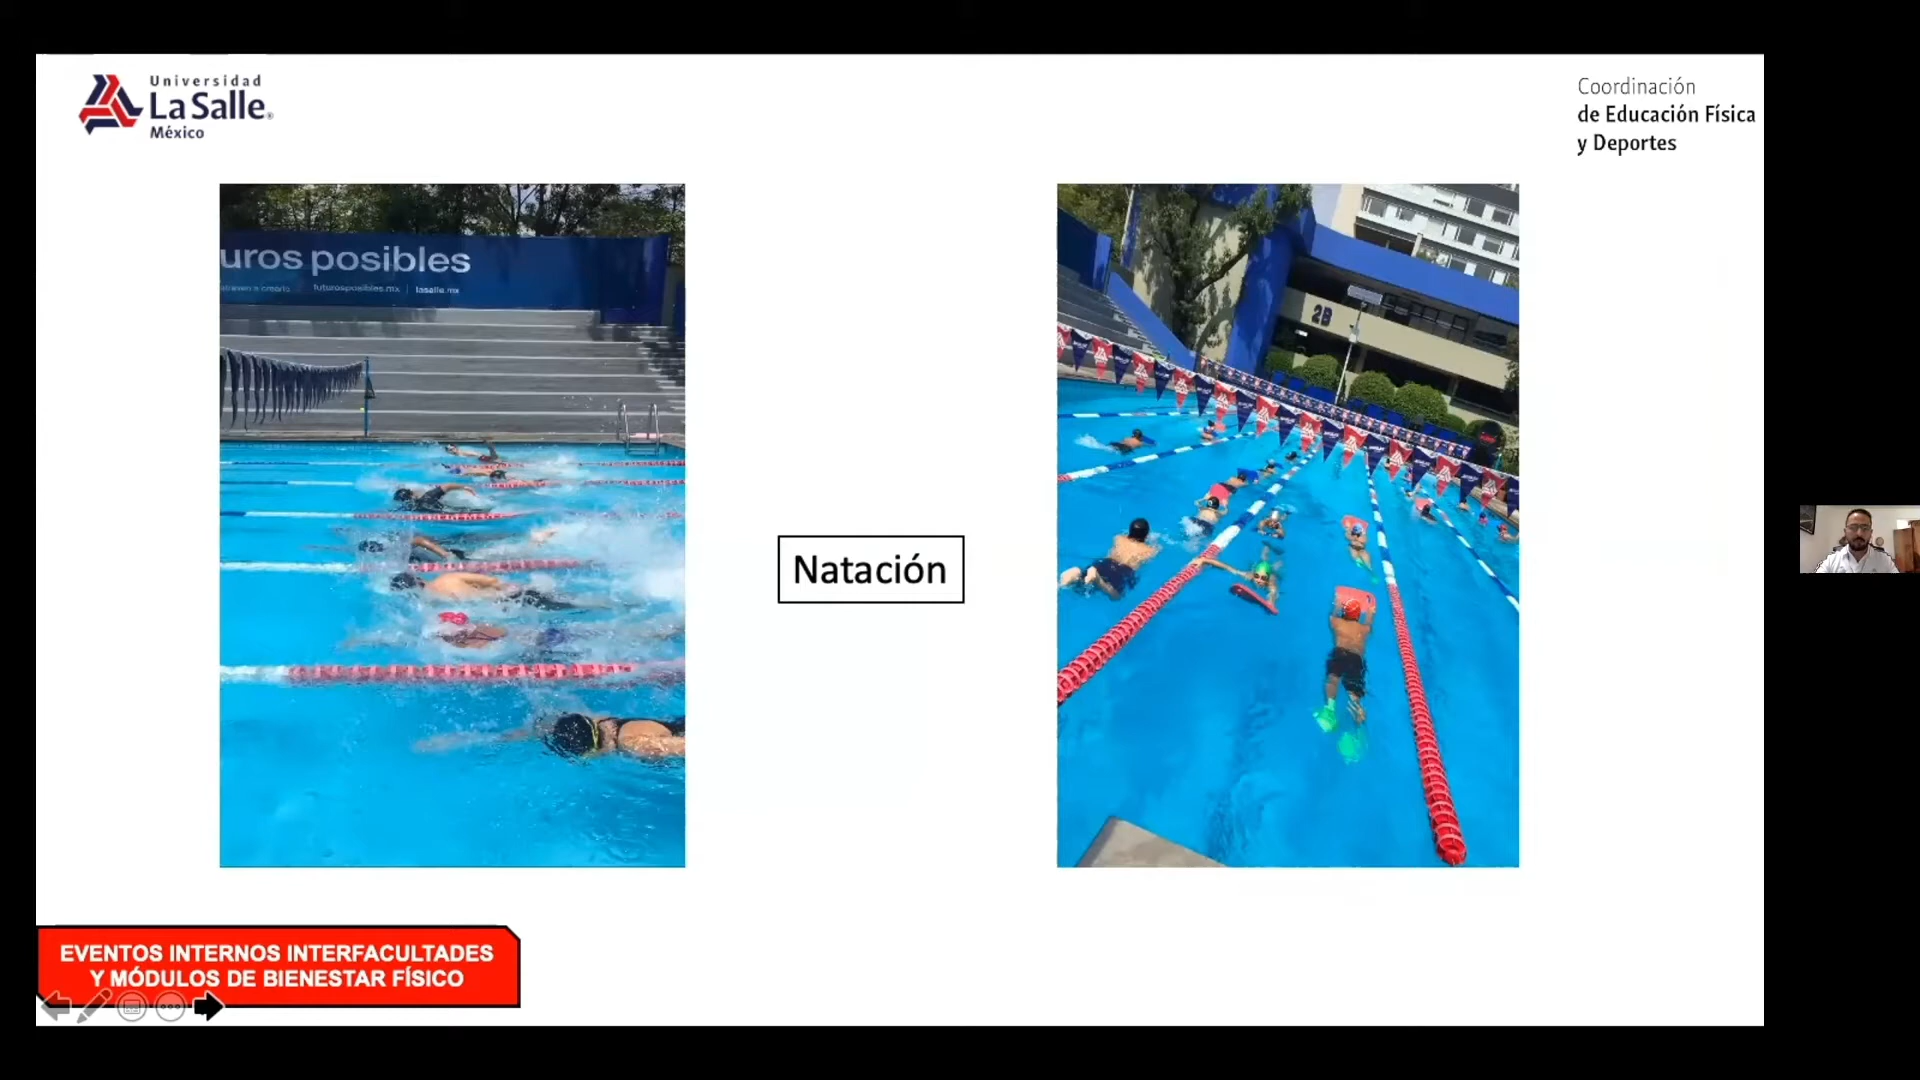 Universidad
La Salle®
México
Coordinación
de Educación Física
y Deportes
uros posibles
futurosposibles.mx | lasalle.mx
2B
Natación
EVENTOS INTERNOS INTERFACULTADES
Y MÓDULOS DE BIENESTAR FÍSICO